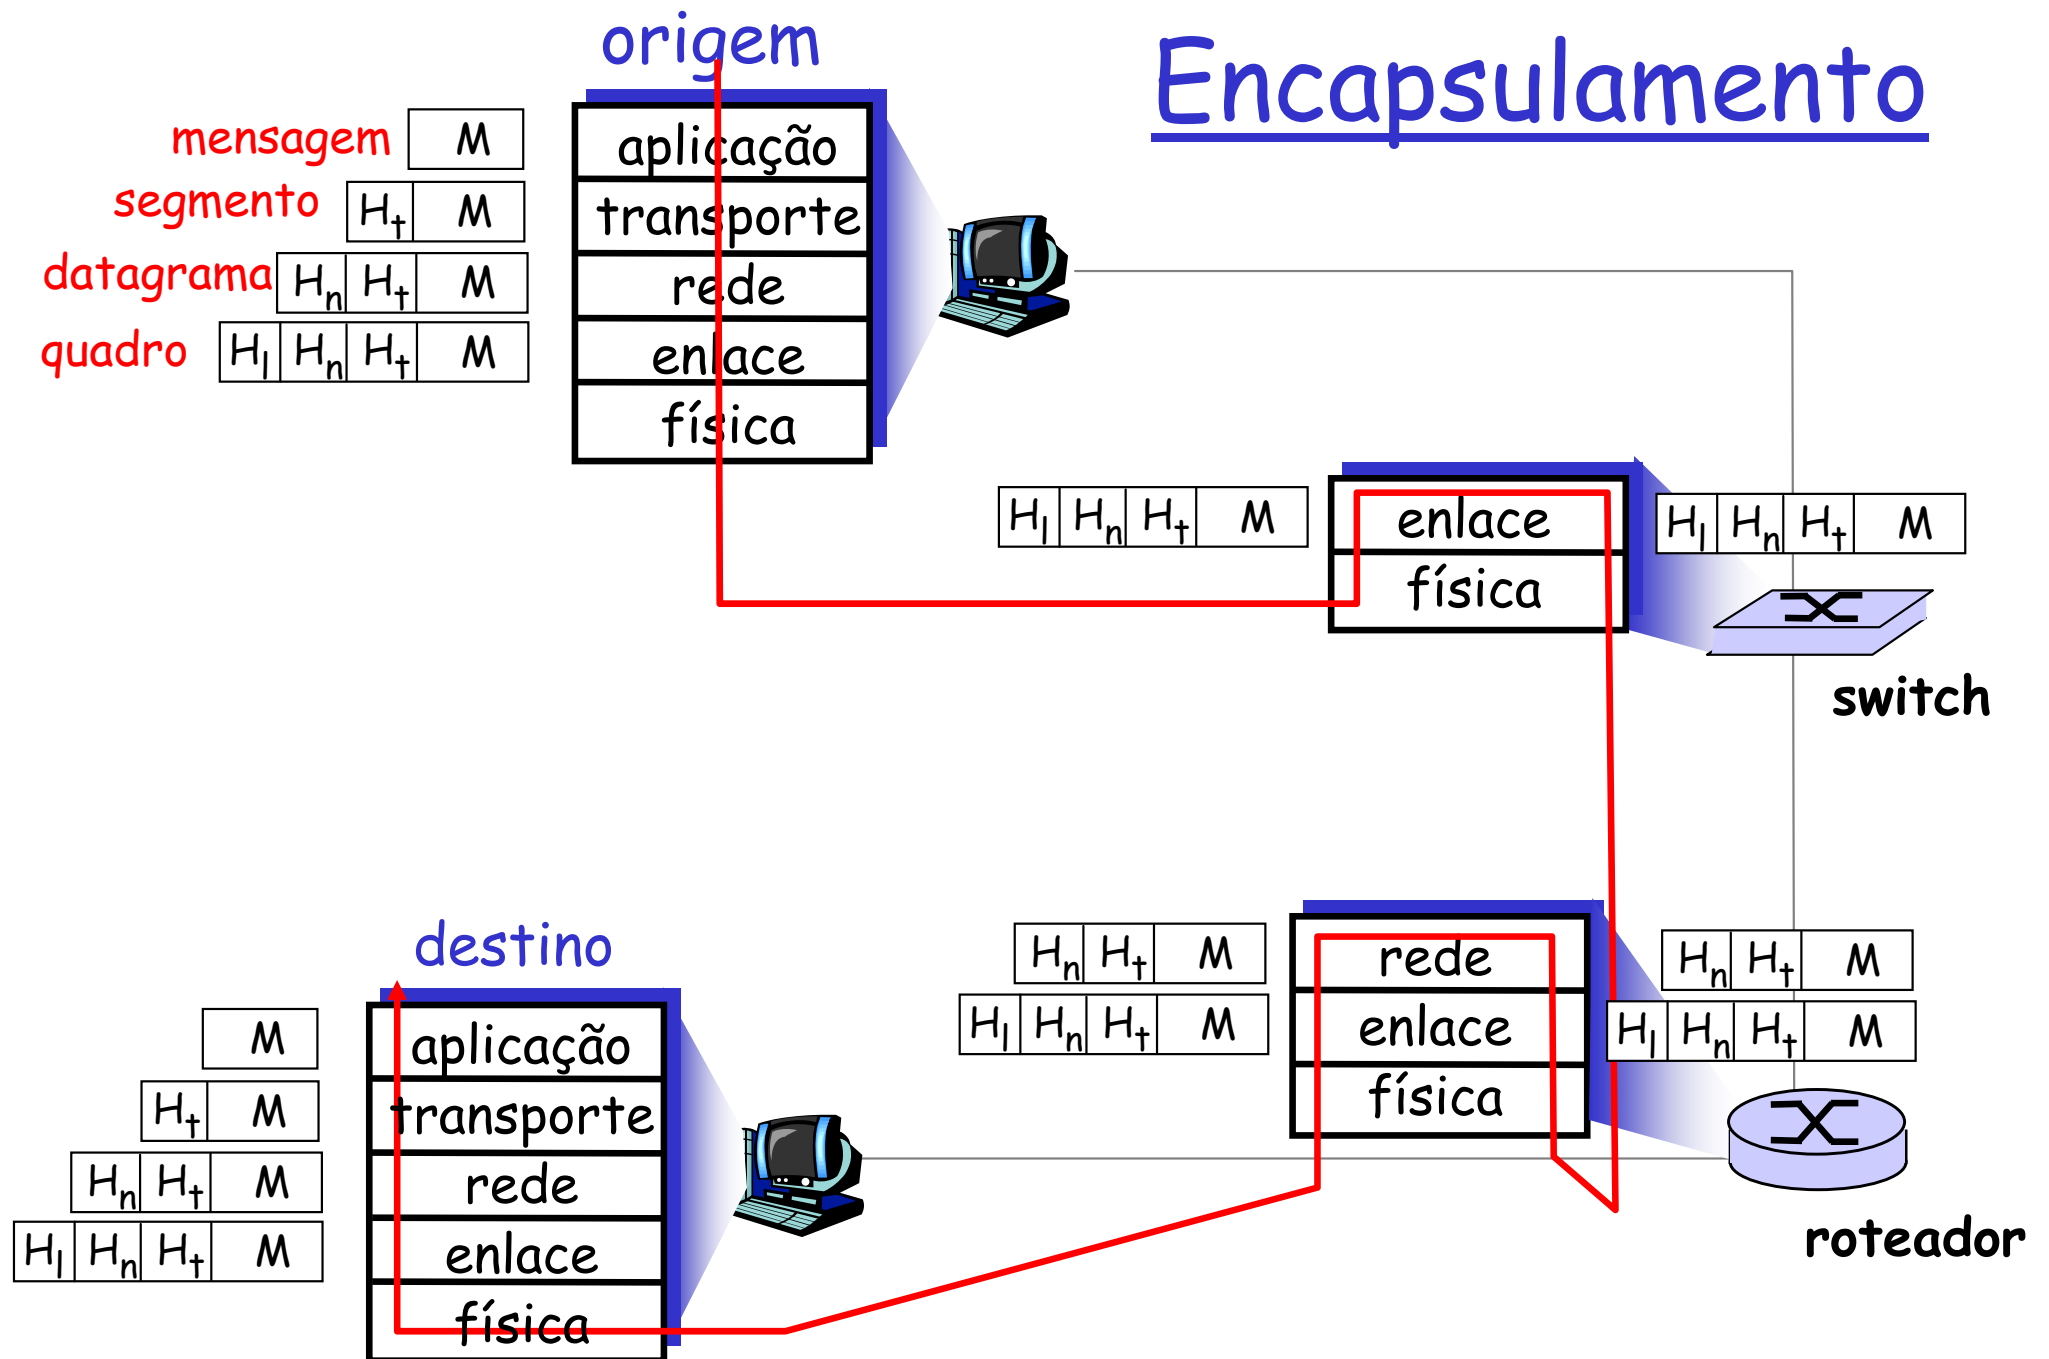 origem
Encapsulamento
mensagem M
segmento Ht M
datagrama Hn Ht M
quadro Hl Hn Ht M
aplicação
transporte
rede
enlace
física
Hl Hn Ht M
enlace
física
Hl Hn Ht M
switch
destino
M
Ht M
Hn Ht M
Hl Hn Ht M
aplicação
transporte
rede
enlace
física
Hn Ht M
Hl Hn Ht M
rede
enlace
física
Hn Ht M
Hl Hn Ht M
roteador